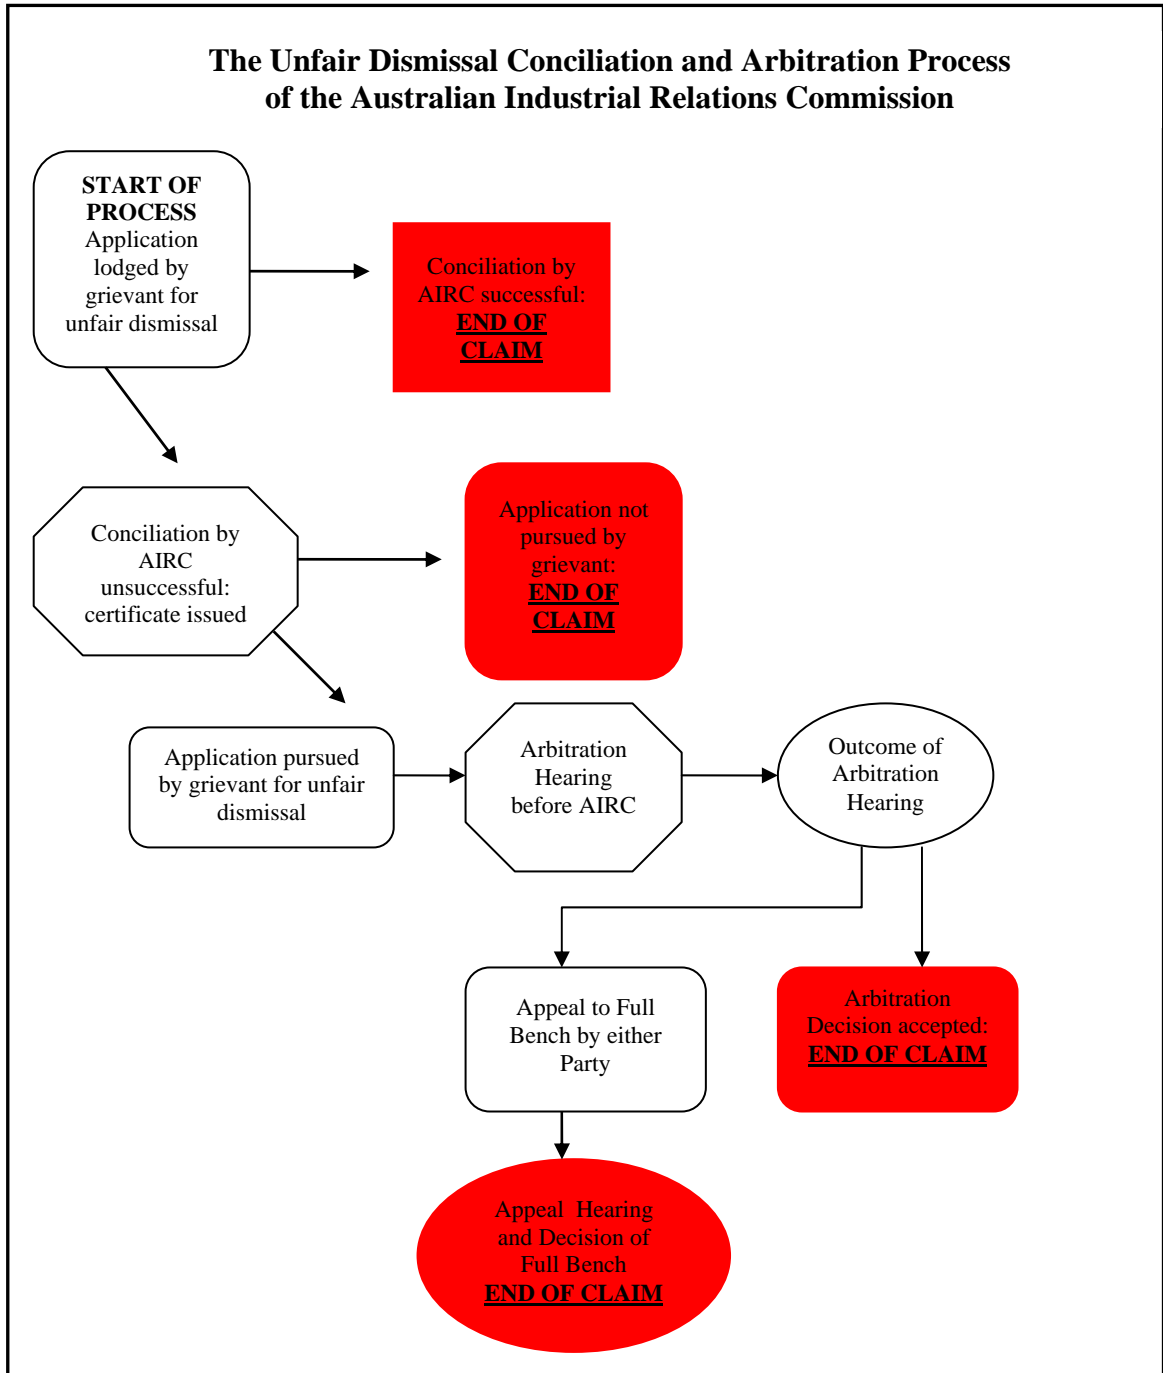 The Unfair Dismissal Conciliation and Arbitration Process
of the Australian Industrial Relations Commission
START OF
PROCESS
Application
lodged by
grievant for
unfair dismissal
Conciliation by
AIRC successful:
END OF
CLAIM
Conciliation by
AIRC
unsuccessful:
certificate issued
Application not
pursued by
grievant:
END OF
CLAIM
Application pursued
by grievant for unfair
dismissal
Arbitration
Hearing
before AIRC
Outcome of
Arbitration
Hearing
Appeal to Full
Bench by either
Party
Arbitration
Decision accepted:
END OF CLAIM
Appeal  Hearing
and Decision of
Full Bench
END OF CLAIM